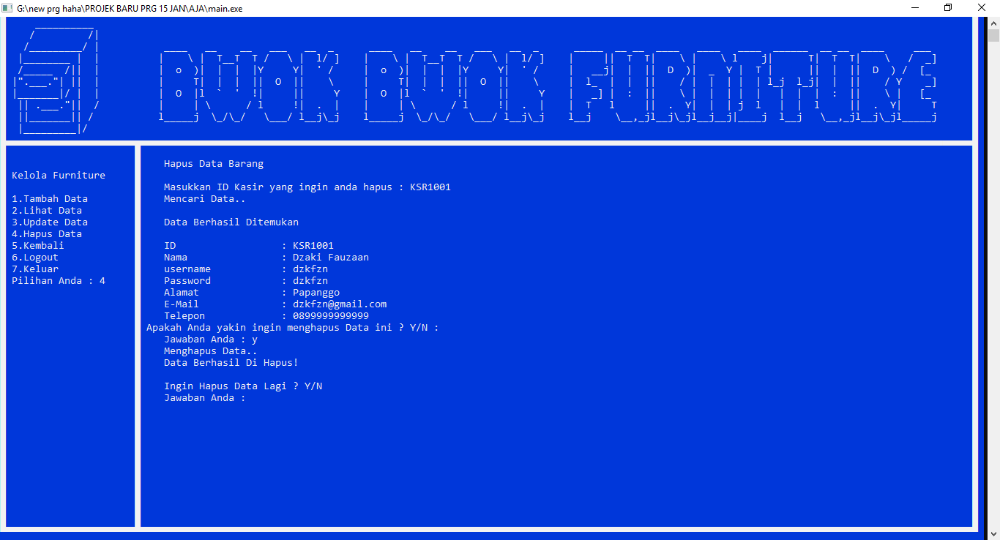 G:\new prg haha\PROJEK BARU PRG 15 JAN\AJA\main.exe
BWOK BWOK FURNITURE
Kelola Furniture
1.Tambah Data
2.Lihat Data
3.Update Data
4.Hapus Data
5.Kembali
6.Logout
7.Keluar
Pilihan Anda : 4
Hapus Data Barang
Masukkan ID Kasir yang ingin anda hapus : KSR1001
Mencari Data..
Data Berhasil Ditemukan
ID : KSR1001
Nama : Dzaki Fauzaan
username : dzkfzn
Password : dzkfzn
Alamat : Papanggo
E-Mail : dzkfzn@gmail.com
Telepon : 0899999999999
Apakah Anda yakin ingin menghapus Data ini ? Y/N :
Jawaban Anda : y
Menghapus Data..
Data Berhasil Di Hapus!
Ingin Hapus Data Lagi ? Y/N
Jawaban Anda :